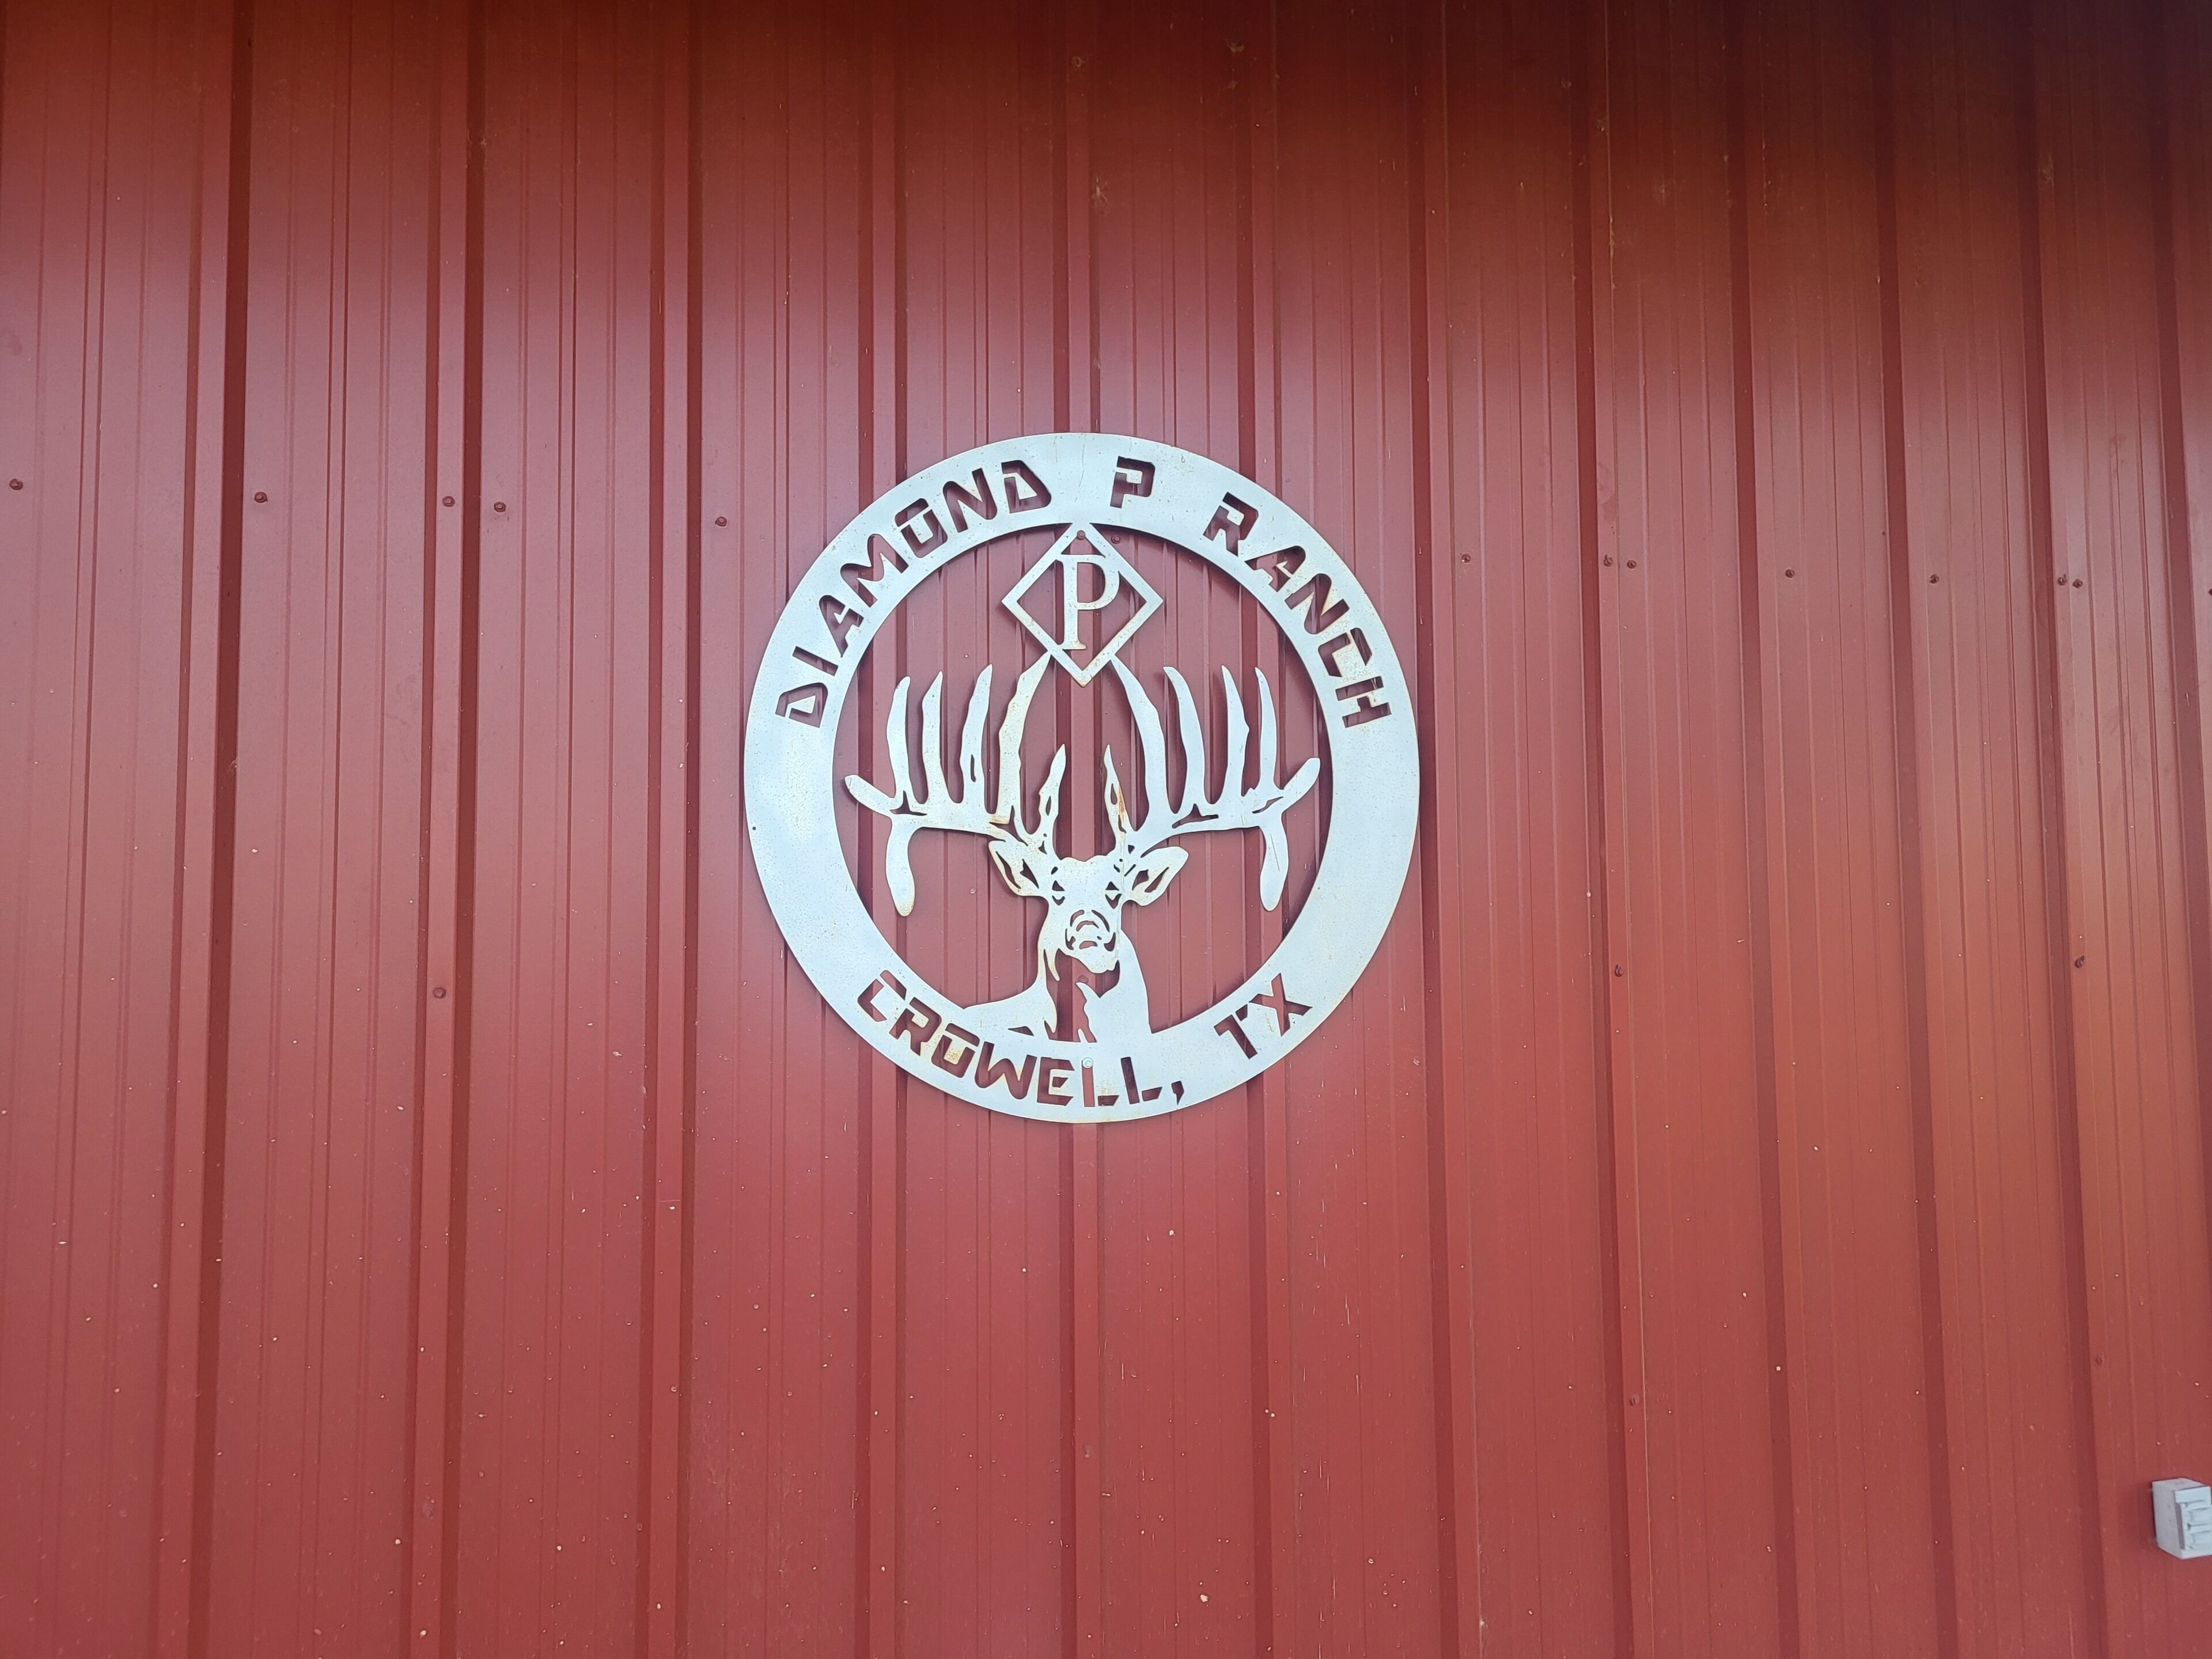 DIAMOND P RANCH
P
CROWELL, TX